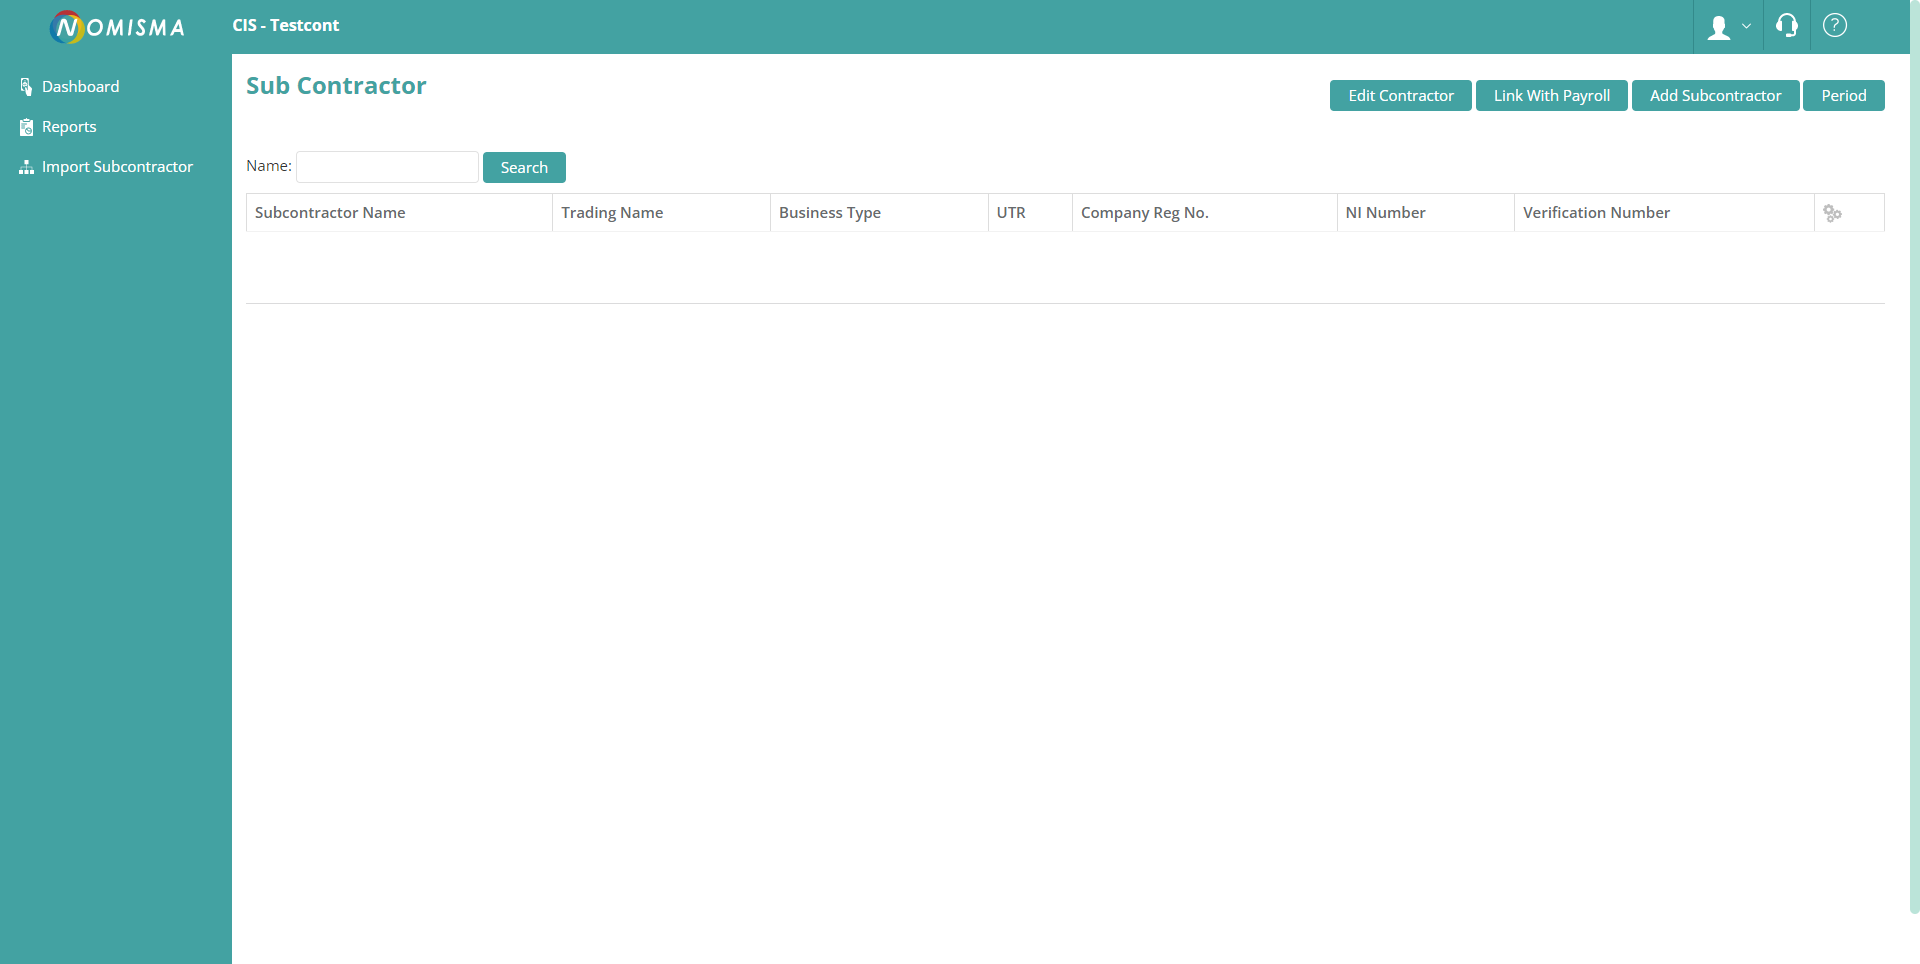 NOMISMA
CIS - Testcont
?
Dashboard
Reports
Import Subcontractor
Sub Contractor
Edit Contractor Link With Payroll Add Subcontractor Period
Name: Search
Subcontractor Name Trading Name Business Type UTR Company Reg No. NI Number Verification Number